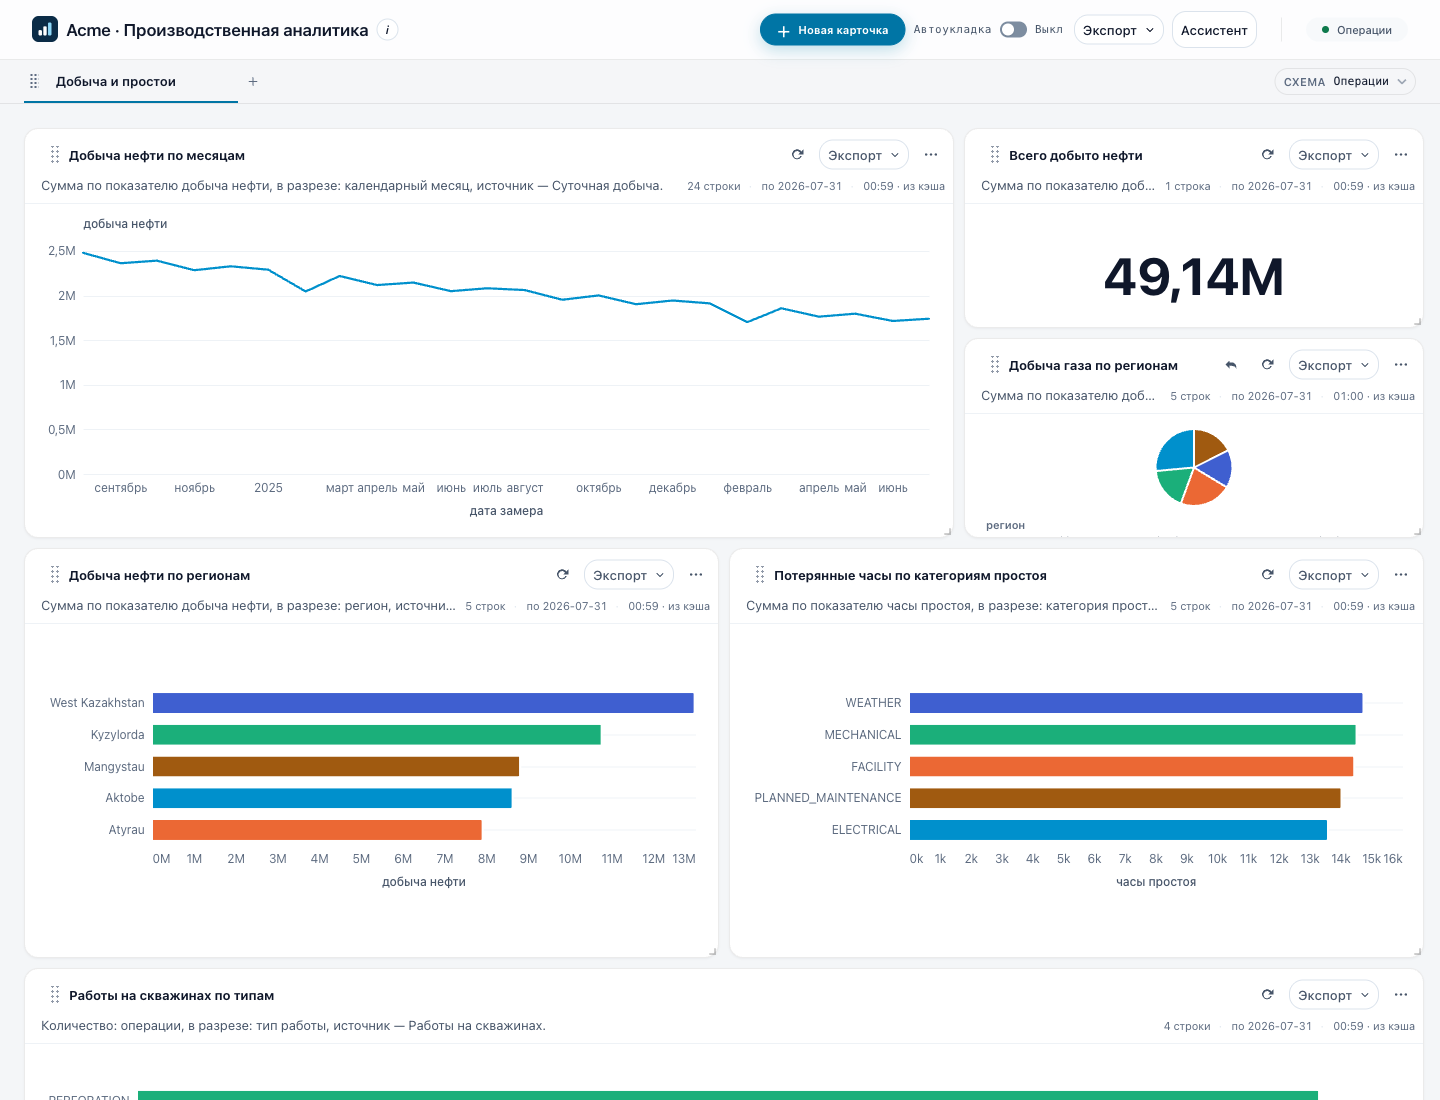 Acme · Производственная аналитика
i
Новая карточка
Автоукладка
Выкл
Экспорт
Ассистент
Операции
Добыча и простои
+
СХЕМА Операции
Добыча нефти по месяцам
Экспорт
Сумма по показателю добыча нефти, в разрезе: календарный месяц, источник — Суточная добыча.
24 строки · по 2026-07-31 · 00:59 · из кэша
добыча нефти
2,5M
2M
1,5M
1M
0,5M
0M
сентябрь ноябрь 2025 март апрель май июнь июль август октябрь декабрь февраль апрель май июнь
дата замера
Всего добыто нефти
Экспорт
Сумма по показателю доб...
1 строка · по 2026-07-31 · 00:59 · из кэша
49,14M
Добыча газа по регионам
Экспорт
Сумма по показателю доб...
5 строк · по 2026-07-31 · 01:00 · из кэша
регион
Добыча нефти по регионам
Экспорт
Сумма по показателю добыча нефти, в разрезе: регион, источни...
5 строк · по 2026-07-31 · 00:59 · из кэша
West Kazakhstan
Kyzylorda
Mangystau
Aktobe
Atyrau
0M 1M 2M 3M 4M 5M 6M 7M 8M 9M 10M 11M 12M 13M
добыча нефти
Потерянные часы по категориям простоя
Экспорт
Сумма по показателю часы простоя, в разрезе: категория прост...
5 строк · по 2026-07-31 · 00:59 · из кэша
WEATHER
MECHANICAL
FACILITY
PLANNED_MAINTENANCE
ELECTRICAL
0k 1k 2k 3k 4k 5k 6k 7k 8k 9k 10k 11k 12k 13k 14k 15k 16k
часы простоя
Работы на скважинах по типам
Экспорт
Количество: операции, в разрезе: тип работы, источник — Работы на скважинах.
4 строки · по 2026-07-31 · 00:59 · из кэша
PERFORATION